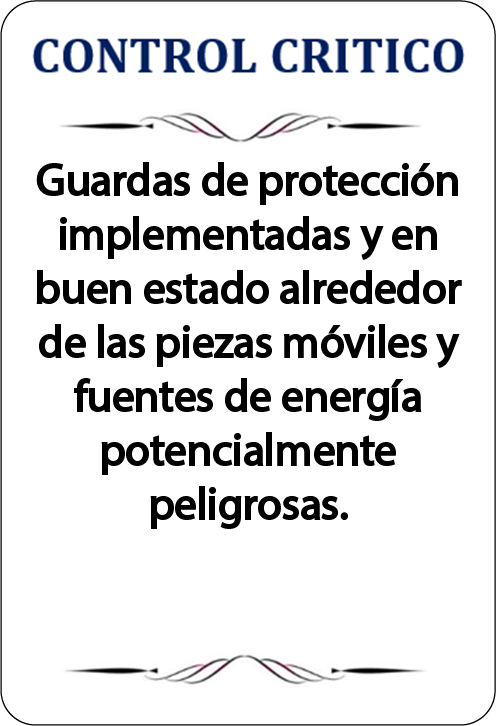 CONTROL CRITICO
Guardas de protección
implementadas y en
buen estado alrededor
de las piezas móviles y
fuentes de energía
potencialmente
peligrosas.